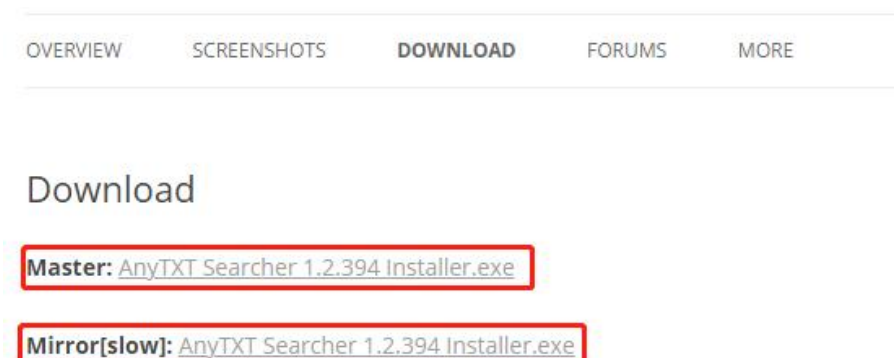 OVERVIEW SCREENSHOTS DOWNLOAD FORUMS MORE
Download
Master: AnyTXT Searcher 1.2.394 Installer.exe
Mirror[slow]: AnyTXT Searcher 1.2.394 Installer.exe